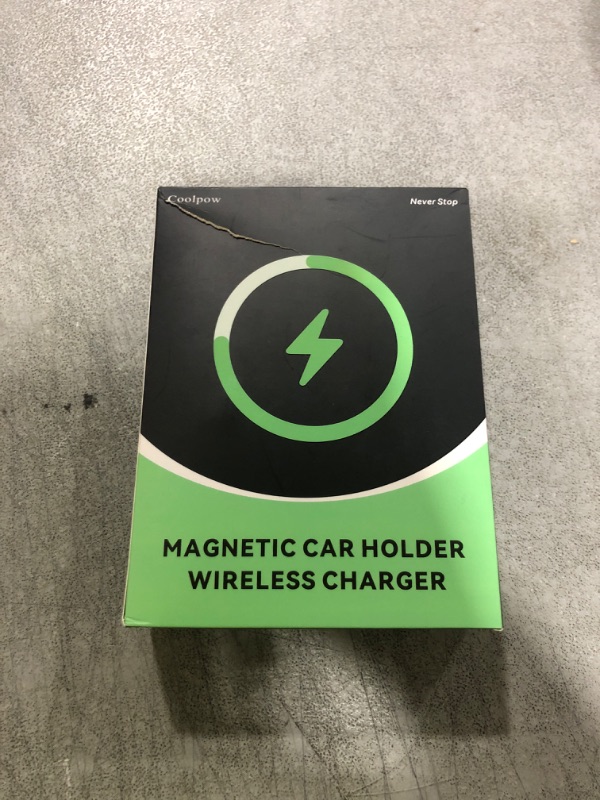 Coolpow
Never Stop
MAGNETIC CAR HOLDER
WIRELESS CHARGER